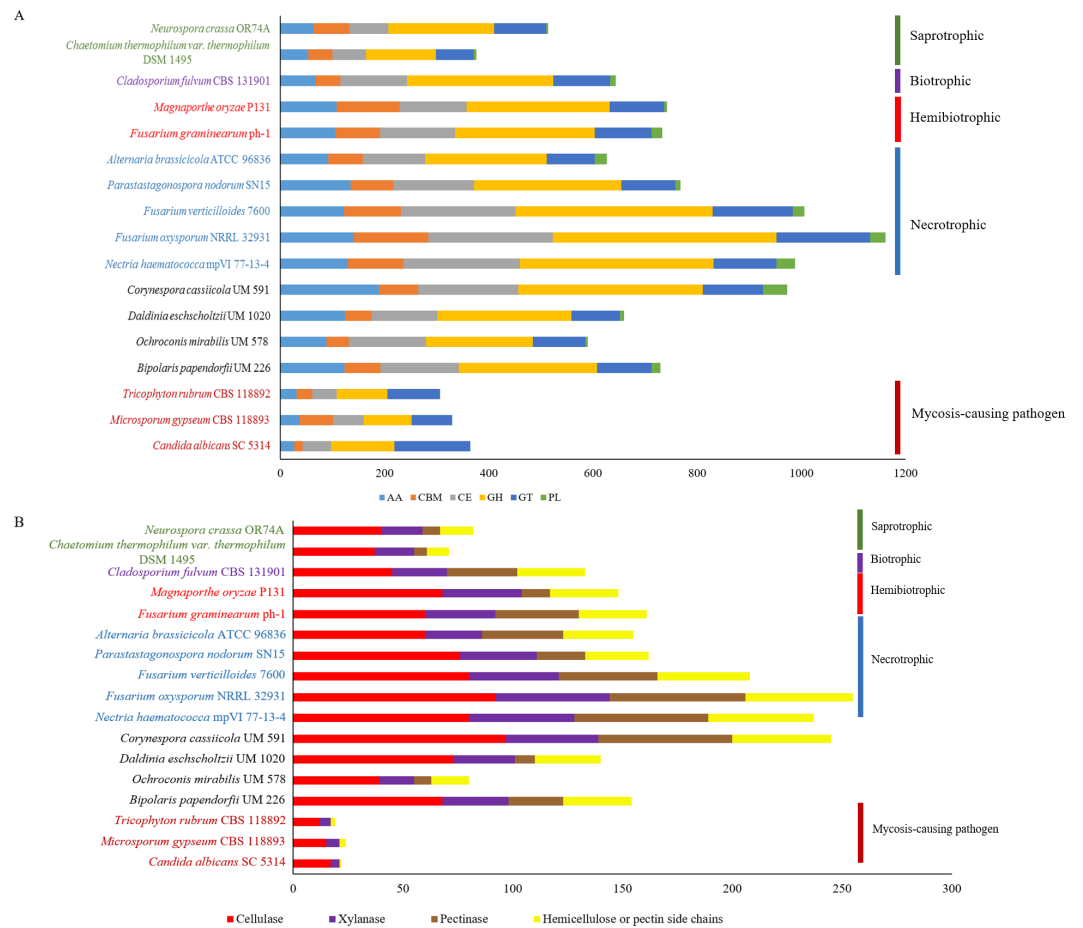 A
Neurospora crassa OR74A
Chaetomium thermophilum var. thermophilum
DSM 1495
Cladosporium fulvum CBS 131901
Magnaporthe oryzae P131
Fusarium graminearum ph-1
Alternaria brassicicola ATCC 96836
Parastastagonospora nodorum SN15
Fusarium verticilloides 7600
Fusarium oxysporum NRRL 32931
Nectria haematococca mpVI 77-13-4
Corynespora cassiicola UM 591
Daldinia eschscholtzii UM 1020
Ochroconis mirabilis UM 578
Bipolaris papendorfii UM 226
Tricophyton rubrum CBS 118892
Microsporum gypseum CBS 118893
Candida albicans SC 5314
Saprotrophic
Biotrophic
Hemibiotrophic
Necrotrophic
Mycosis-causing pathogen
0 200 400 600 800 1000 1200
AA CBM CE GH GT PL
B
Neurospora crassa OR74A
Chaetomium thermophilum var. thermophilum
DSM 1495
Cladosporium fulvum CBS 131901
Magnaporthe oryzae P131
Fusarium graminearum ph-1
Alternaria brassicicola ATCC 96836
Parastastagonospora nodorum SN15
Fusarium verticilloides 7600
Fusarium oxysporum NRRL 32931
Nectria haematococca mpVI 77-13-4
Corynespora cassiicola UM 591
Daldinia eschscholtzii UM 1020
Ochroconis mirabilis UM 578
Bipolaris papendorfii UM 226
Tricophyton rubrum CBS 118892
Microsporum gypseum CBS 118893
Candida albicans SC 5314
Saprotrophic
Biotrophic
Hemibiotrophic
Necrotrophic
Mycosis-causing pathogen
0 50 100 150 200 250 300
Cellulase Xylanase Pectinase Hemicellulose or pectin side chains